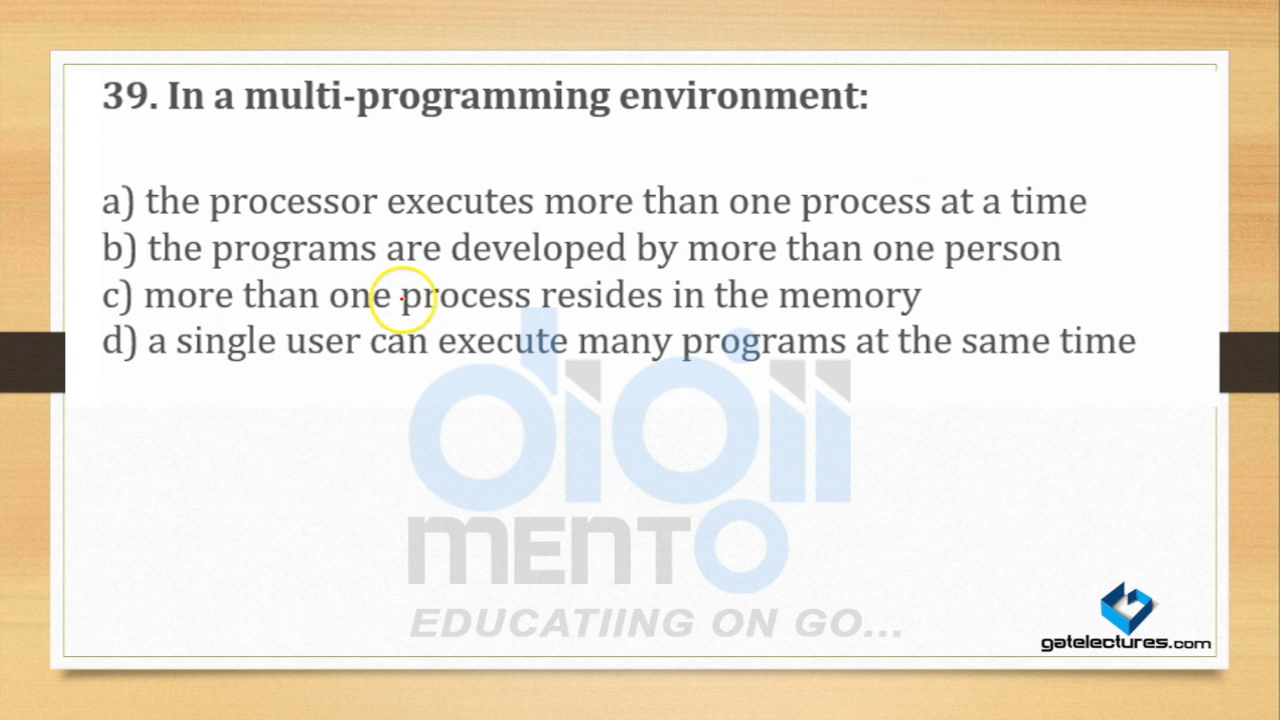 39. In a multi-programming environment:
a) the processor executes more than one process at a time
b) the programs are developed by more than one person
c) more than one process resides in the memory
d) a single user can execute many programs at the same time
digii
MENTO
EDUCATIING ON GO...
gatelectures.com